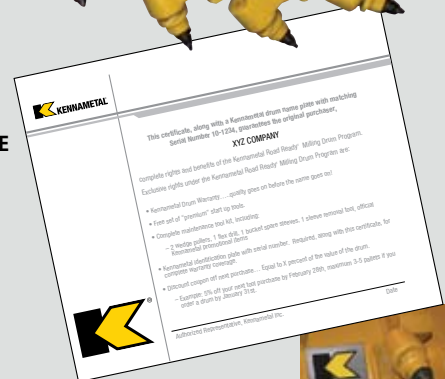 E
KENNAMETAL
This certificate, along with a Kennametal drum name plate with matching
Serial Number 10-1234, guarantees the original purchaser,
XYZ COMPANY
complete rights and benefits of the Kennametal Road Ready® Milling Drum Program.
Exclusive rights under the Kennametal Road Ready® Milling Drum Program are:
• Kennametal Drum Warranty.....quality goes on before the name goes on!
• Free set of "premium" start up tools.
• Complete maintenance tool kit, including:
– 2 Wedge pullers, 1 flex drill, 1 bucket spare sleeves, 1 sleeve removal foot, official
Kennametal promotional items
• Kennametal identification plate with serial number. Requires, along with this certificate, for
complete warranty coverage.
• Discount coupon off next purchase... Equal to X percent of the value of the drum.
– Example: 5% off your next foot purchase by February 28th, maximum 3-5 pallets if you
order a drum by January 31st.
Authorized Representative, Kennametal Inc.
Date
®